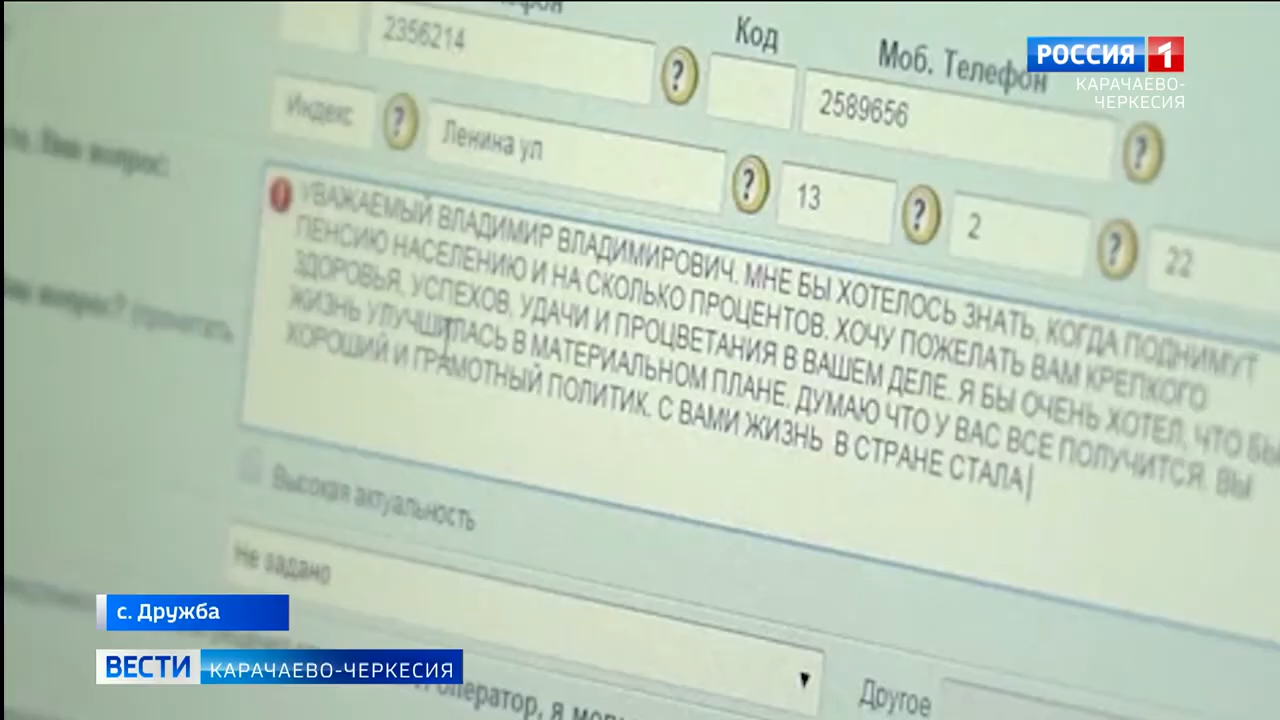 Код
Моб. Телефон
РОССИЯ 1
КАРАЧАЕВО-
ЧЕРКЕСИЯ
2356214
2589656
Индекс
Ленина ул
13
2
22
УВАЖАЕМЫЙ ВЛАДИМИР ВЛАДИМИРОВИЧ. МНЕ БЫ ХОТЕЛОСЬ ЗНАТЬ, КОГДА ПОДНИМУТ
ПЕНСИЮ НАСЕЛЕНИЮ И НА СКОЛЬКО ПРОЦЕНТОВ. ХОЧУ ПОЖЕЛАТЬ ВАМ КРЕПКОГО
ЗДОРОВЬЯ, УСПЕХОВ, УДАЧИ И ПРОЦВЕТАНИЯ В ВАШЕМ ДЕЛЕ. Я БЫ ОЧЕНЬ ХОТЕЛ, ЧТО БЫ
ЖИЗНЬ УЛУЧШИЛАСЬ В МАТЕРИАЛЬНОМ ПЛАНЕ. ДУМАЮ ЧТО У ВАС ВСЕ ПОЛУЧИТСЯ. ВЫ
ХОРОШИЙ И ГРАМОТНЫЙ ПОЛИТИК. С ВАМИ ЖИЗНЬ В СТРАНЕ СТАЛА
вопрос:
вопрос?
Высокая актуальность
Не задано
Другое
оператор, я
с. Дружба
ВЕСТИ КАРАЧАЕВО-ЧЕРКЕСИЯ